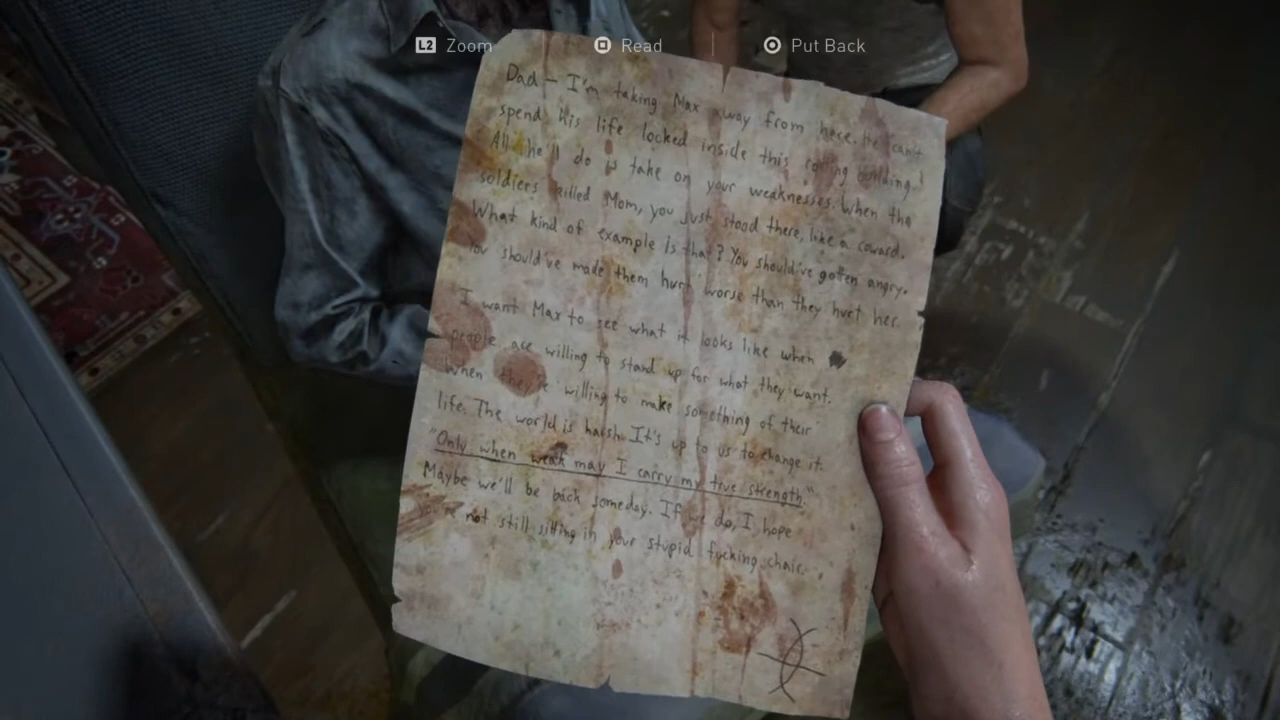 L2 Zoom Read Put Back
Dad — I'm taking Max away from here. He can't
spend his life locked inside this rotting building!
All he'll do is take on your weaknesses. When the
soldiers killed Mom, you just stood there, like a coward.
What kind of example is that? You should've gotten angry.
You should've made them hurt worse than they hurt her.
I want Max to see what it looks like when
people are willing to stand up for what they want.
When they're willing to make something of their
life. The world is harsh. It's up to us to change it.
"Only when weak may I carry my true strength."
Maybe we'll be back someday. If we do, I hope
you're not still sitting in your stupid fucking chair.